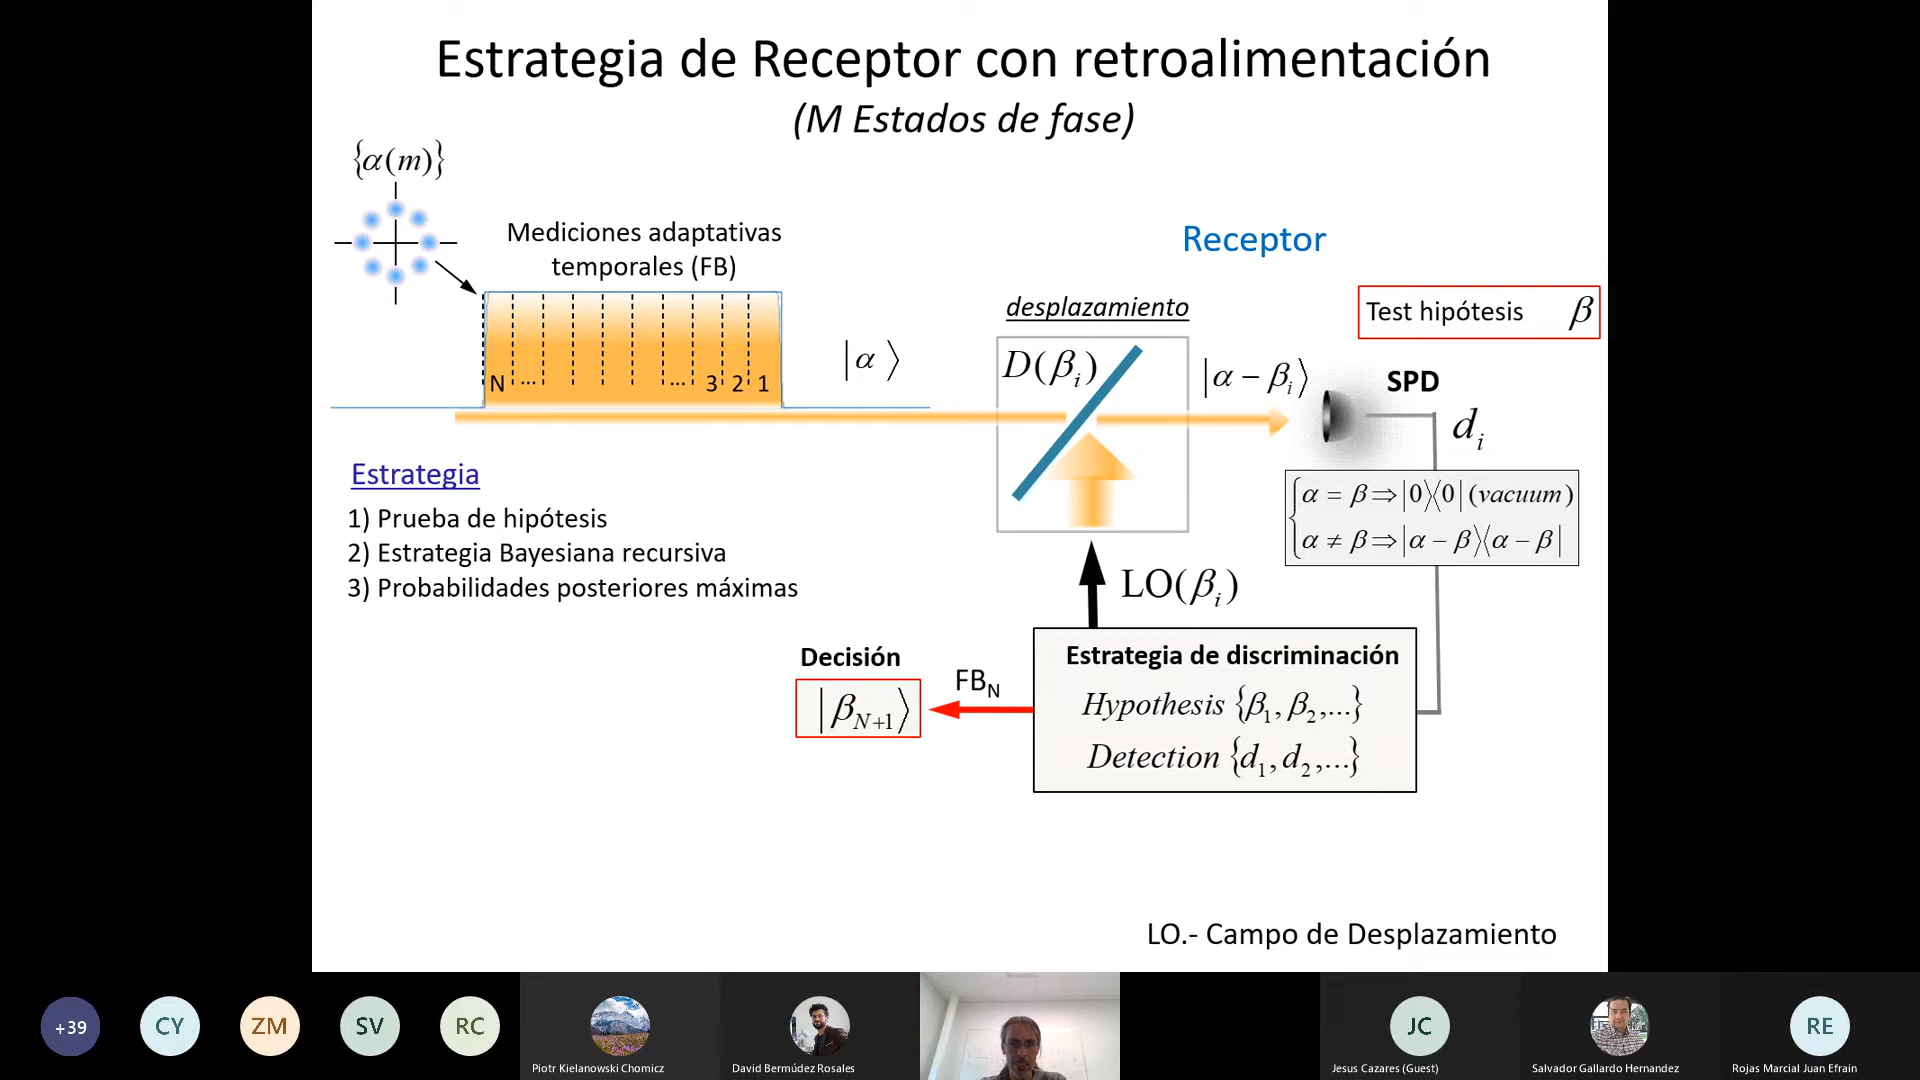 Estrategia de Receptor con retroalimentación
(M Estados de fase)
{α(m)}
Mediciones adaptativas
temporales (FB)
N ... ... 3 2 1
|α⟩
Receptor
desplazamiento
D(βᵢ)
|α − βᵢ⟩
Test hipótesis β
SPD
dᵢ
α = β ⇒ |0⟩⟨0| (vacuum)
α ≠ β ⇒ |α − β⟩⟨α − β|
Estrategia
1) Prueba de hipótesis
2) Estrategia Bayesiana recursiva
3) Probabilidades posteriores máximas
LO(βᵢ)
Decisión
|β_{N+1}⟩
FB_N
Estrategia de discriminación
Hypothesis {β₁, β₂,...}
Detection {d₁, d₂,...}
LO.- Campo de Desplazamiento
+39
CY
ZM
SV
RC
Piotr Kielanowski Chomicz
David Bermúdez Rosales
JC
Jesus Cazares (Guest)
Salvador Gallardo Hernandez
RE
Rojas Marcial Juan Efrain